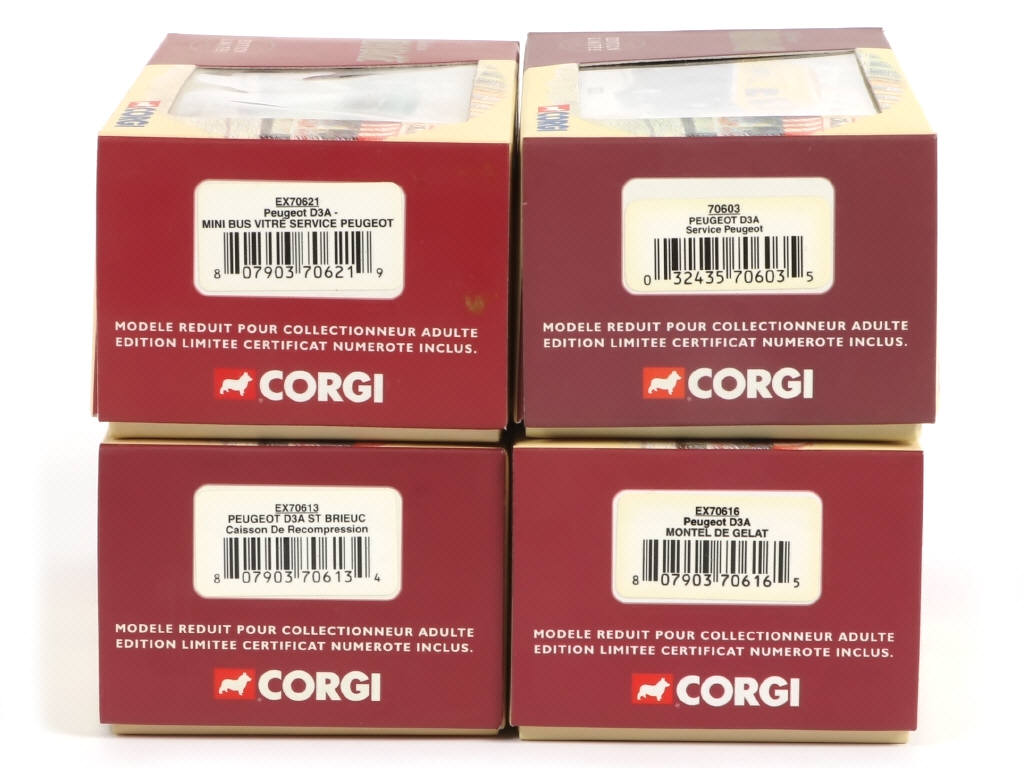 CORGI
EX70621
Peugeot D3A -
MINI BUS VITRE SERVICE PEUGEOT
8 07903 70621 9
MODELE REDUIT POUR COLLECTIONNEUR ADULTE
EDITION LIMITEE CERTIFICAT NUMEROTE INCLUS.
CORGI
CORGI
70603
PEUGEOT D3A
Service Peugeot
0 32435 70603 5
MODELE REDUIT POUR COLLECTIONNEUR ADULTE
EDITION LIMITEE CERTIFICAT NUMEROTE INCLUS.
CORGI
EX70613
PEUGEOT D3A ST BRIEUC
Caisson De Recompression
8 07903 70613 4
MODELE REDUIT POUR COLLECTIONNEUR ADULTE
EDITION LIMITEE CERTIFICAT NUMEROTE INCLUS.
CORGI
EX70616
Peugeot D3A
MONTEL DE GELAT
8 07903 70616 5
MODELE REDUIT POUR COLLECTIONNEUR ADULTE
EDITION LIMITEE CERTIFICAT NUMEROTE INCLUS.
CORGI